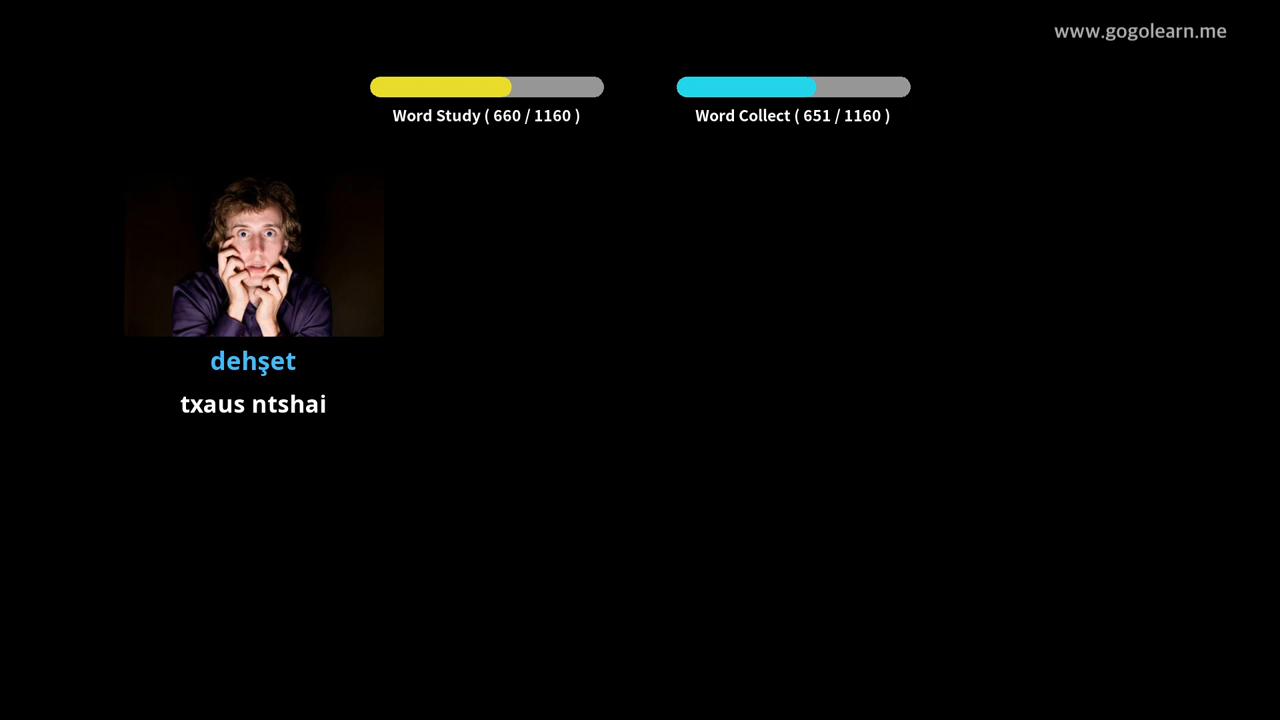 www.gogolearn.me
Word Study ( 660 / 1160 )
Word Collect ( 651 / 1160 )
dehşet
txaus ntshai